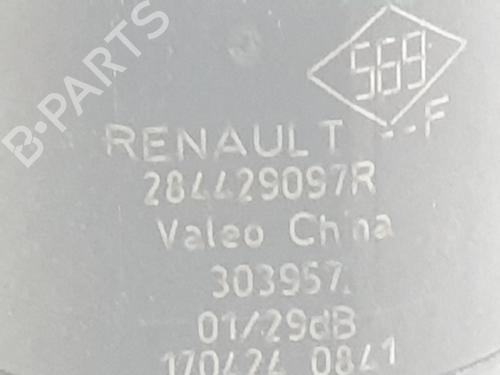 B·PARTS
569
RENAULT --F
284429097R
Valeo China
303957
01/29dB
170424 0841